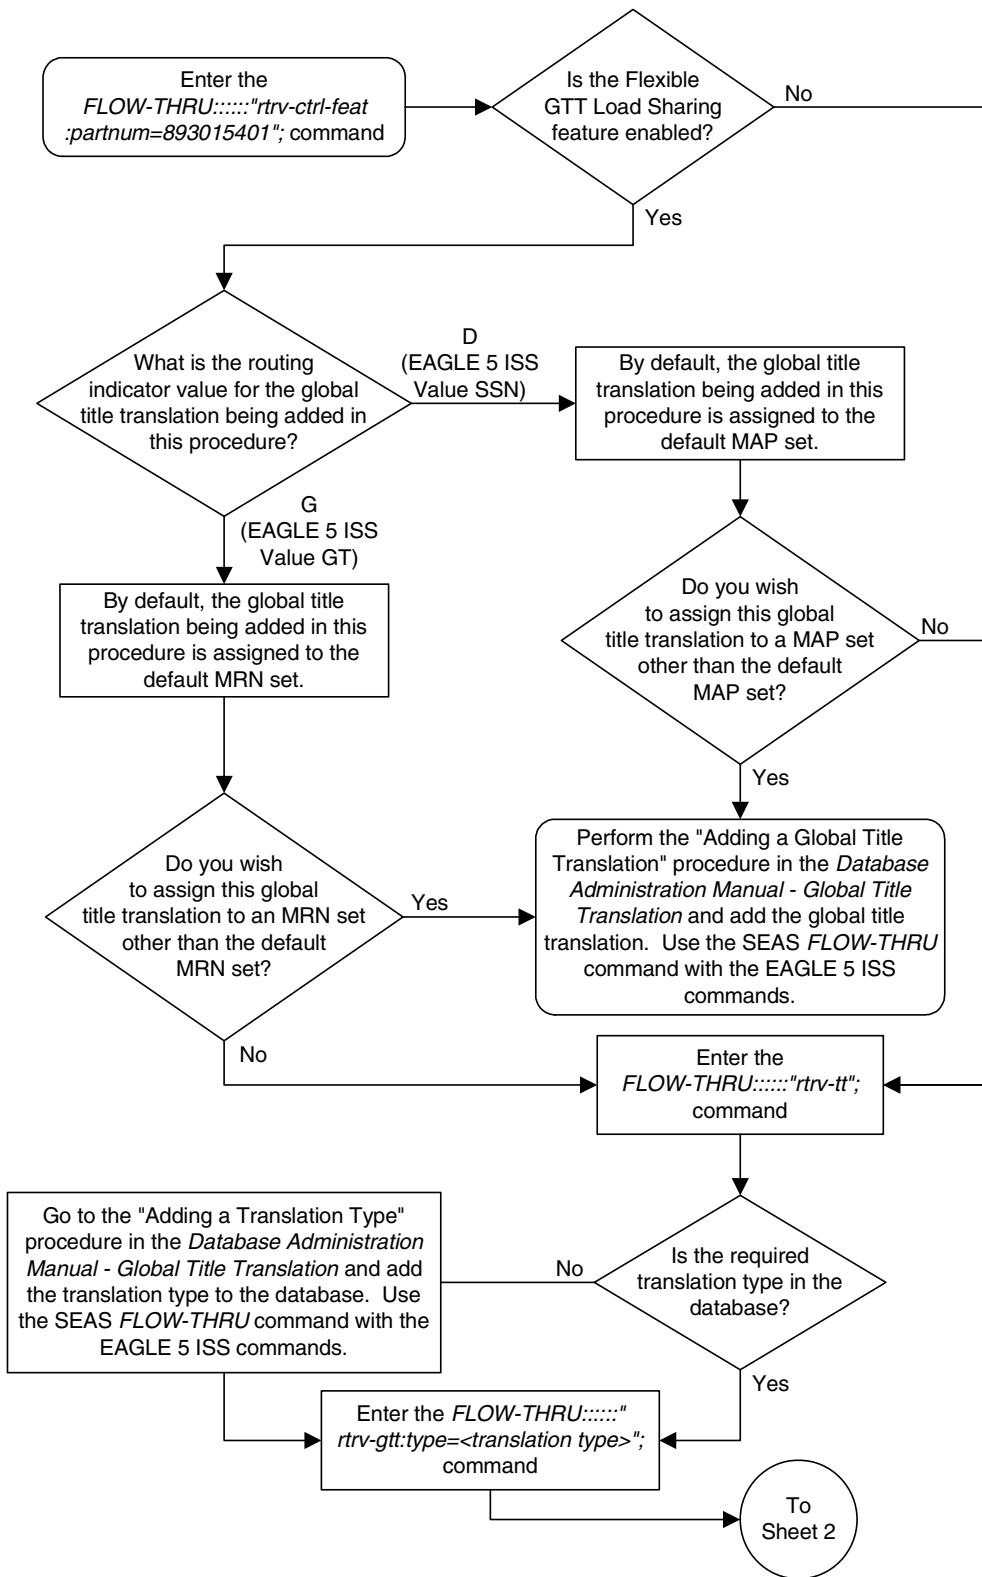 Enter the
FLOW-THRU::::::"rtrv-ctrl-feat
:partnum=893015401"; command
Is the Flexible
GTT Load Sharing
feature enabled?
No
Yes
What is the routing
indicator value for the global
title translation being added in
this procedure?
D
(EAGLE 5 ISS
Value SSN)
By default, the global title
translation being added in this
procedure is assigned to the
default MAP set.
G
(EAGLE 5 ISS
Value GT)
By default, the global title
translation being added in this
procedure is assigned to the
default MRN set.
Do you wish
to assign this global
title translation to a MAP set
other than the default
MAP set?
No
Yes
Do you wish
to assign this global
title translation to an MRN set
other than the default
MRN set?
Yes
No
Perform the "Adding a Global Title
Translation" procedure in the Database
Administration Manual - Global Title
Translation and add the global title
translation.  Use the SEAS FLOW-THRU
command with the EAGLE 5 ISS
commands.
Enter the
FLOW-THRU::::::"rtrv-tt";
command
Is the required
translation type in the
database?
No
Yes
Go to the "Adding a Translation Type"
procedure in the Database Administration
Manual - Global Title Translation and add
the translation type to the database.  Use
the SEAS FLOW-THRU command with the
EAGLE 5 ISS commands.
Enter the FLOW-THRU::::::"
rtrv-gtt:type=<translation type>";
command
To
Sheet 2